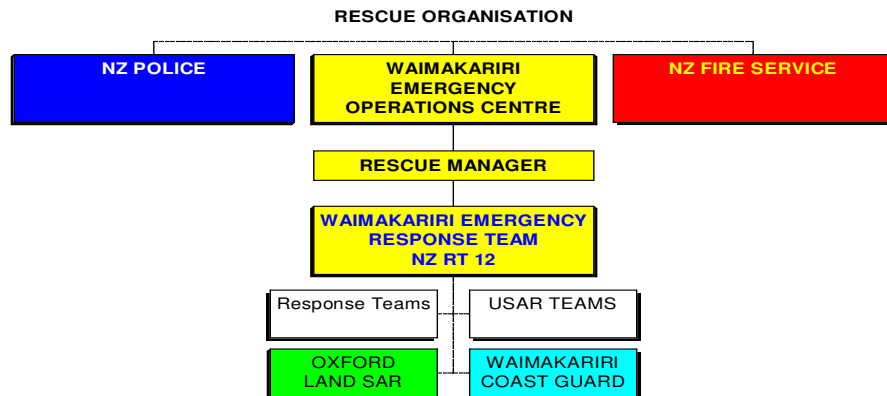 RESCUE ORGANISATION
NZ POLICE
WAIMAKARIRI
EMERGENCY
OPERATIONS CENTRE
NZ FIRE SERVICE
RESCUE MANAGER
WAIMAKARIRI EMERGENCY
RESPONSE TEAM
NZ RT 12
Response Teams
USAR TEAMS
OXFORD
LAND SAR
WAIMAKARIRI
COAST GUARD